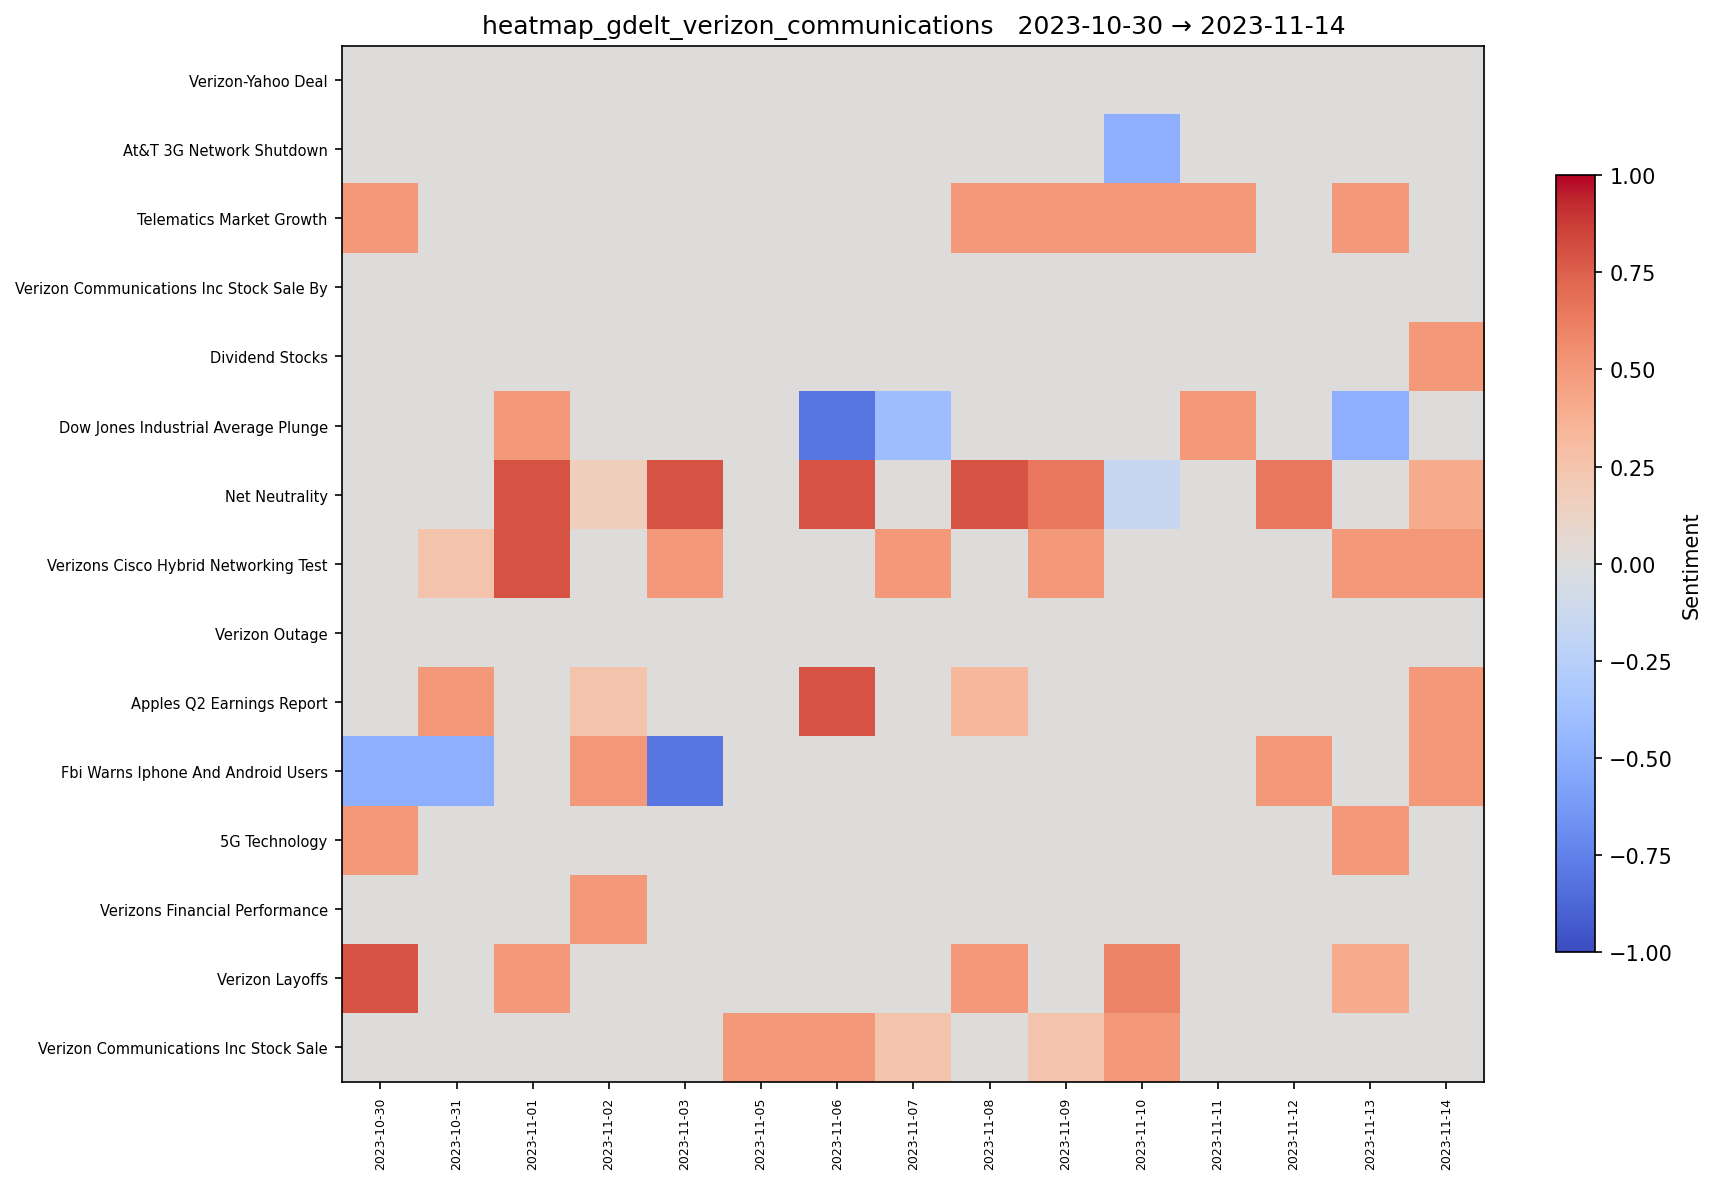 heatmap_gdelt_verizon_communications   2023-10-30 → 2023-11-14
Verizon-Yahoo Deal
At&T 3G Network Shutdown
Telematics Market Growth
Verizon Communications Inc Stock Sale By
Dividend Stocks
Dow Jones Industrial Average Plunge
Net Neutrality
Verizons Cisco Hybrid Networking Test
Verizon Outage
Apples Q2 Earnings Report
Fbi Warns Iphone And Android Users
5G Technology
Verizons Financial Performance
Verizon Layoffs
Verizon Communications Inc Stock Sale
2023-10-30
2023-10-31
2023-11-01
2023-11-02
2023-11-03
2023-11-05
2023-11-06
2023-11-07
2023-11-08
2023-11-09
2023-11-10
2023-11-11
2023-11-12
2023-11-13
2023-11-14
1.00
0.75
0.50
0.25
0.00
−0.25
−0.50
−0.75
−1.00
Sentiment